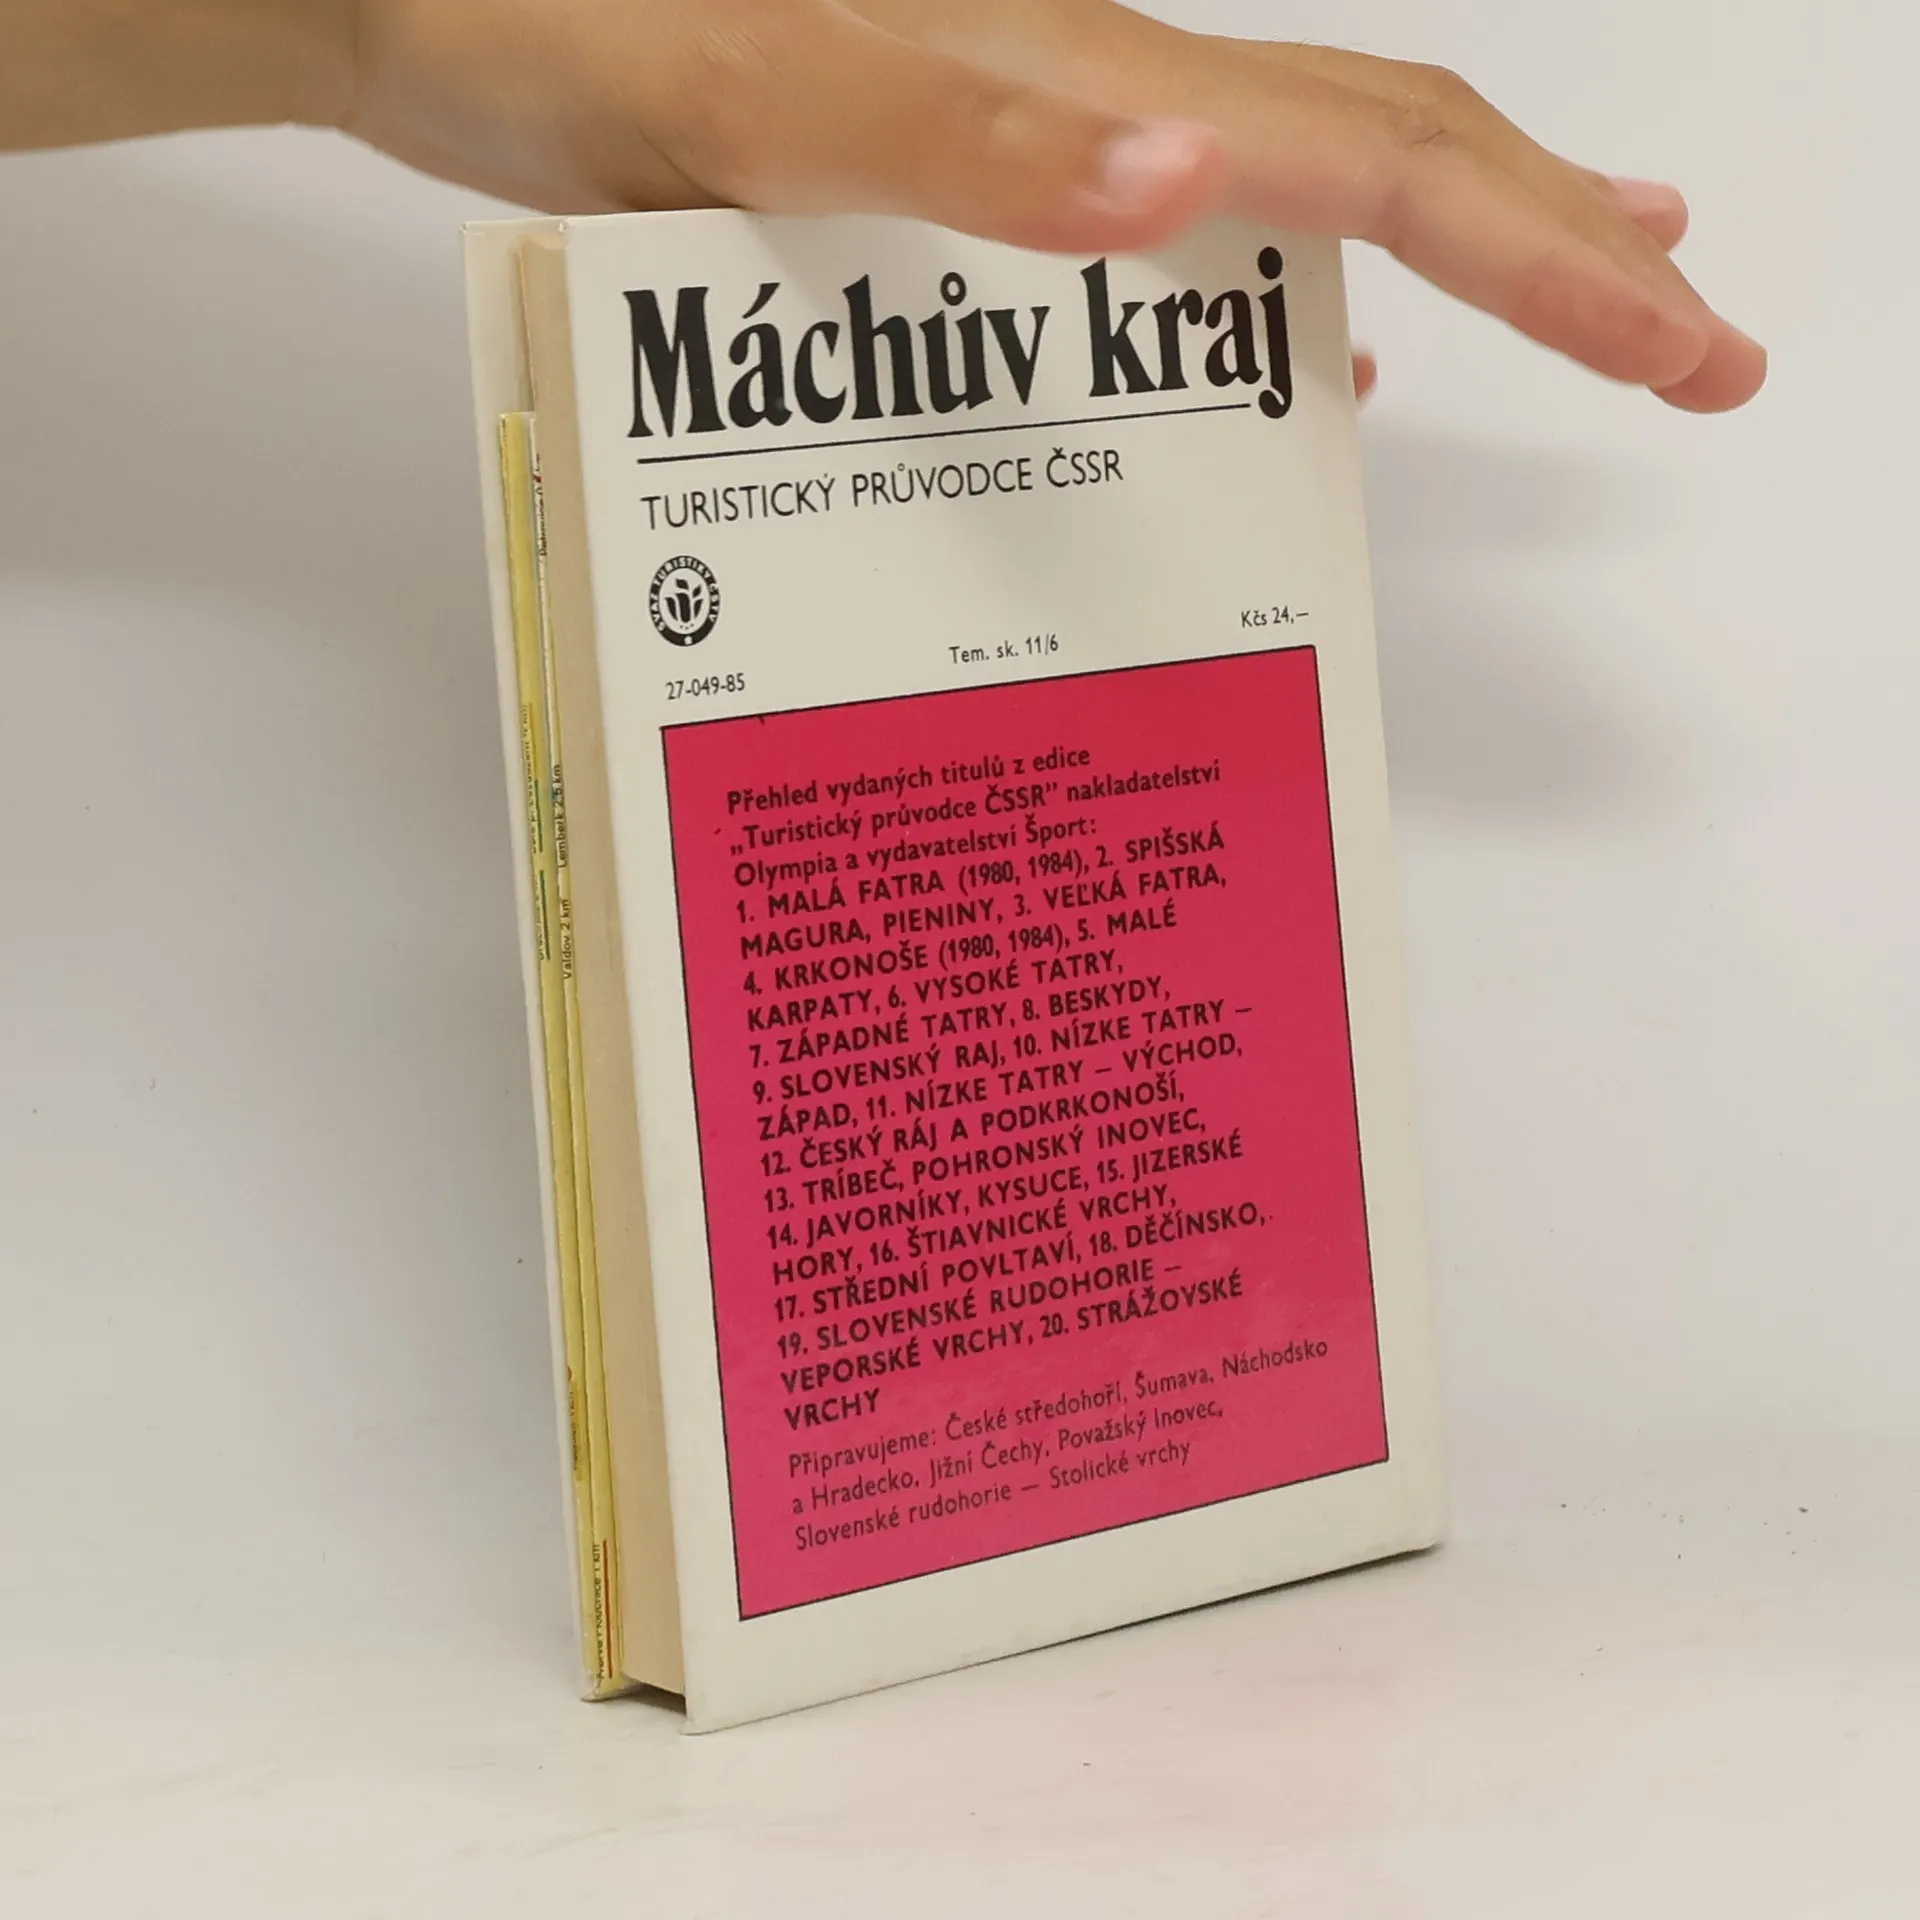 Máchův kraj
TURISTICKÝ PRŮVODCE ČSSR
SVAZ TURISTIKY ČSTV
Kčs 24,—
Tem. sk. 11/6
27-049-85
Přehled vydaných titulů z edice
„Turistický průvodce ČSSR” nakladatelství
Olympia a vydavatelství Šport:
1. MALÁ FATRA (1980, 1984), 2. SPIŠSKÁ
MAGURA, PIENINY, 3. VEĽKÁ FATRA,
4. KRKONOŠE (1980, 1984), 5. MALÉ
KARPATY, 6. VYSOKÉ TATRY,
7. ZÁPADNÉ TATRY, 8. BESKYDY,
9. SLOVENSKÝ RAJ, 10. NÍZKE TATRY –
ZÁPAD, 11. NÍZKE TATRY – VÝCHOD,
12. ČESKÝ RÁJ A PODKRKONOŠÍ,
13. TRÍBEČ, POHRONSKÝ INOVEC,
14. JAVORNÍKY, KYSUCE, 15. JIZERSKÉ
HORY, 16. ŠTIAVNICKÉ VRCHY,
17. STŘEDNÍ POVLTAVÍ, 18. DĚČÍNSKO,
19. SLOVENSKÉ RUDOHORIE –
VEPORSKÉ VRCHY, 20. STRÁŽOVSKÉ
VRCHY
Připravujeme: České středohoří, Šumava, Náchodsko
a Hradecko, Jižní Čechy, Považský Inovec,
Slovenské rudohorie — Stolické vrchy
Lemberk 2.6 km
Valdov 2 km